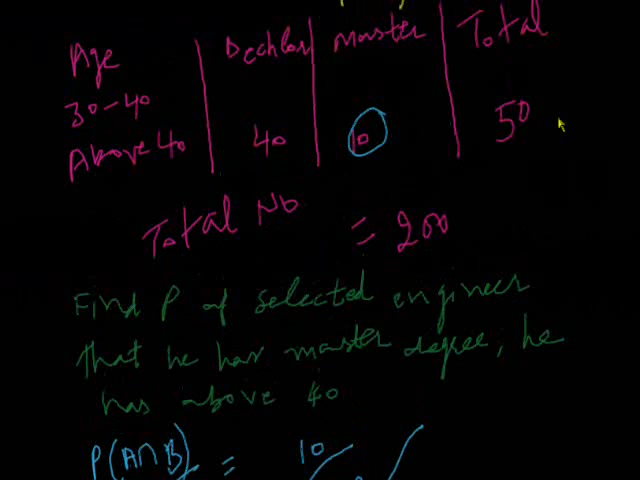 Age Bechlor Master Total
30-40
Above 40 40 10 50
Total No = 200
Find P of selected engineer
that he has master degree, he
has above 40
P(A∩B) = 10